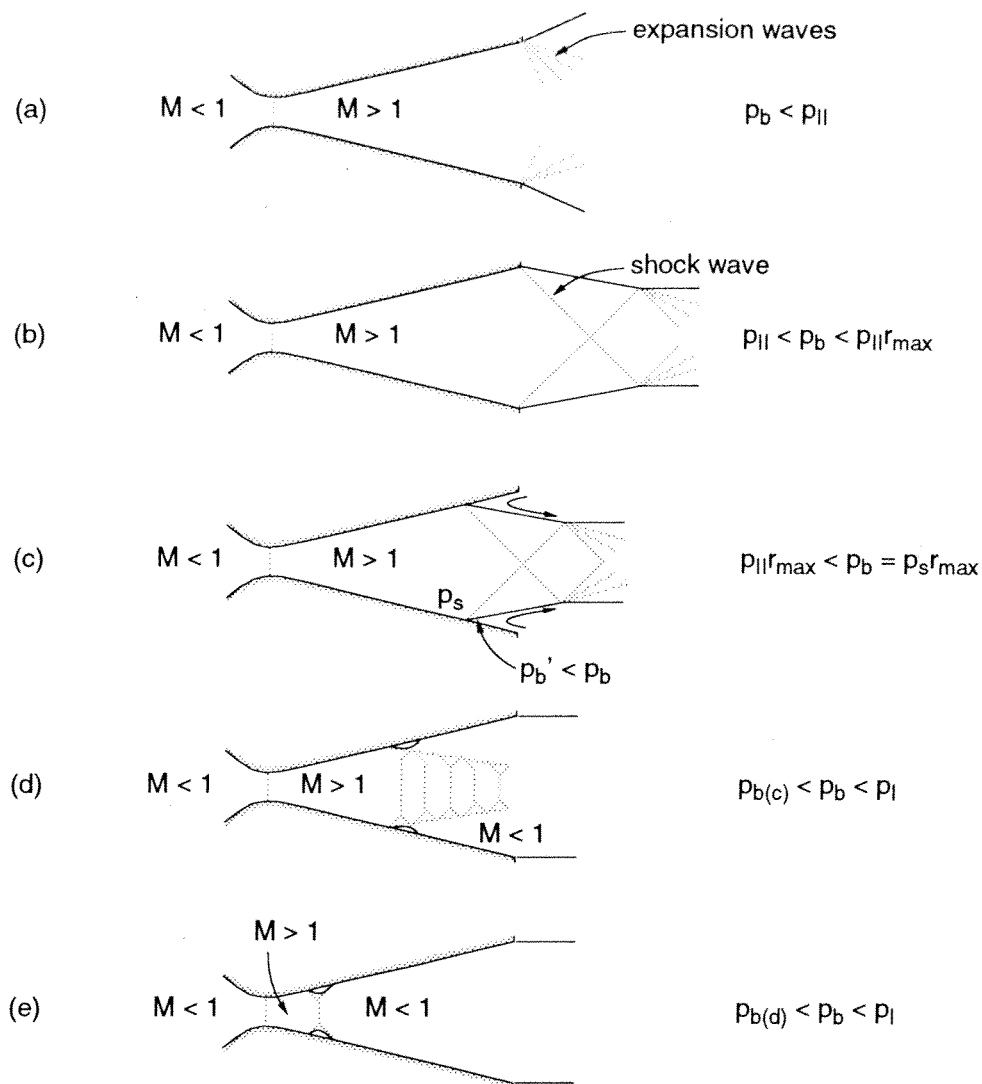 expansion waves
(a) M < 1 M > 1 p_b < p_II
shock wave
(b) M < 1 M > 1 p_II < p_b < p_II r_max
(c) M < 1 M > 1 p_II r_max < p_b = p_s r_max
p_s
p_b' < p_b
(d) M < 1 M > 1 p_b(c) < p_b < p_I
M < 1
M > 1
(e) M < 1 M < 1 p_b(d) < p_b < p_I